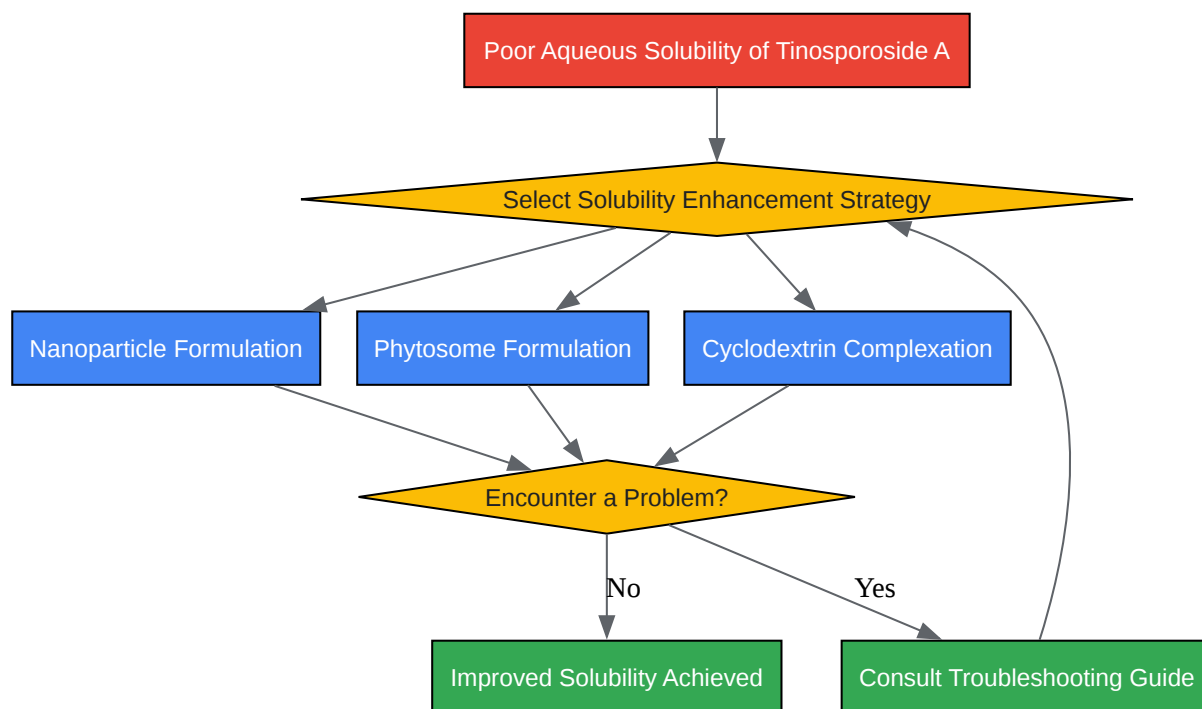 Poor Aqueous Solubility of Tinosporoside A
Select Solubility Enhancement Strategy
Nanoparticle Formulation
Phytosome Formulation
Cyclodextrin Complexation
Encounter a Problem?
No
Yes
Improved Solubility Achieved
Consult Troubleshooting Guide